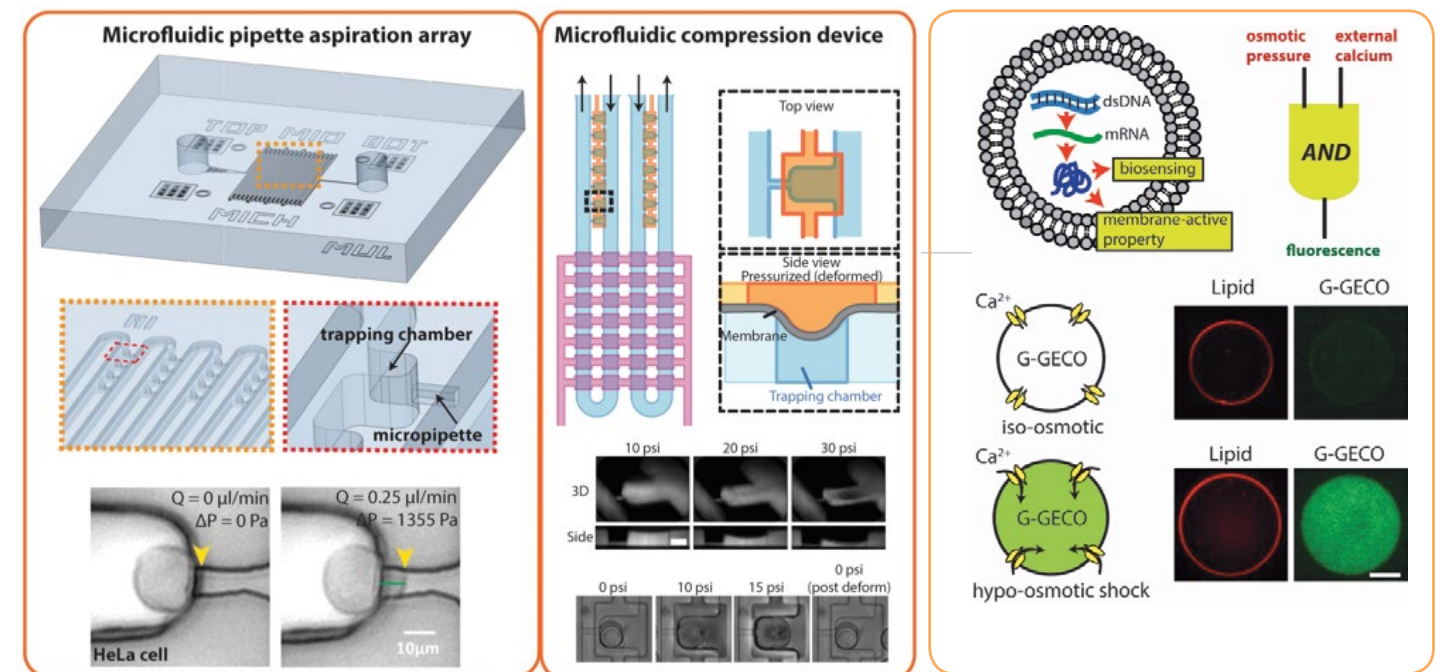 Microfluidic pipette aspiration array
TOP MID BOT
MICH
MUL
RI
trapping chamber
micropipette
Q = 0 µl/min
ΔP = 0 Pa
HeLa cell
Q = 0.25 µl/min
ΔP = 1355 Pa
10µm
Microfluidic compression device
Top view
Side view
Pressurized (deformed)
Membrane
Trapping chamber
10 psi
20 psi
30 psi
3D
Side
0 psi
10 psi
15 psi
0 psi
(post deform)
dsDNA
mRNA
biosensing
membrane-active
property
osmotic
pressure
external
calcium
AND
fluorescence
Ca²⁺
G-GECO
iso-osmotic
Lipid
G-GECO
Ca²⁺
G-GECO
hypo-osmotic shock
Lipid
G-GECO